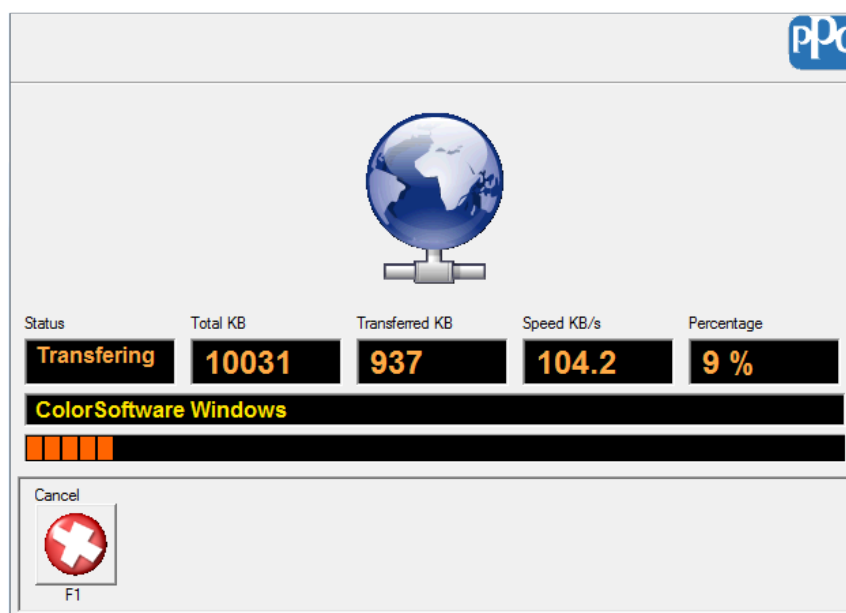 PPG
Status Total KB Transferred KB Speed KB/s Percentage
Transfering 10031 937 104.2 9 %
ColorSoftware Windows
Cancel
F1